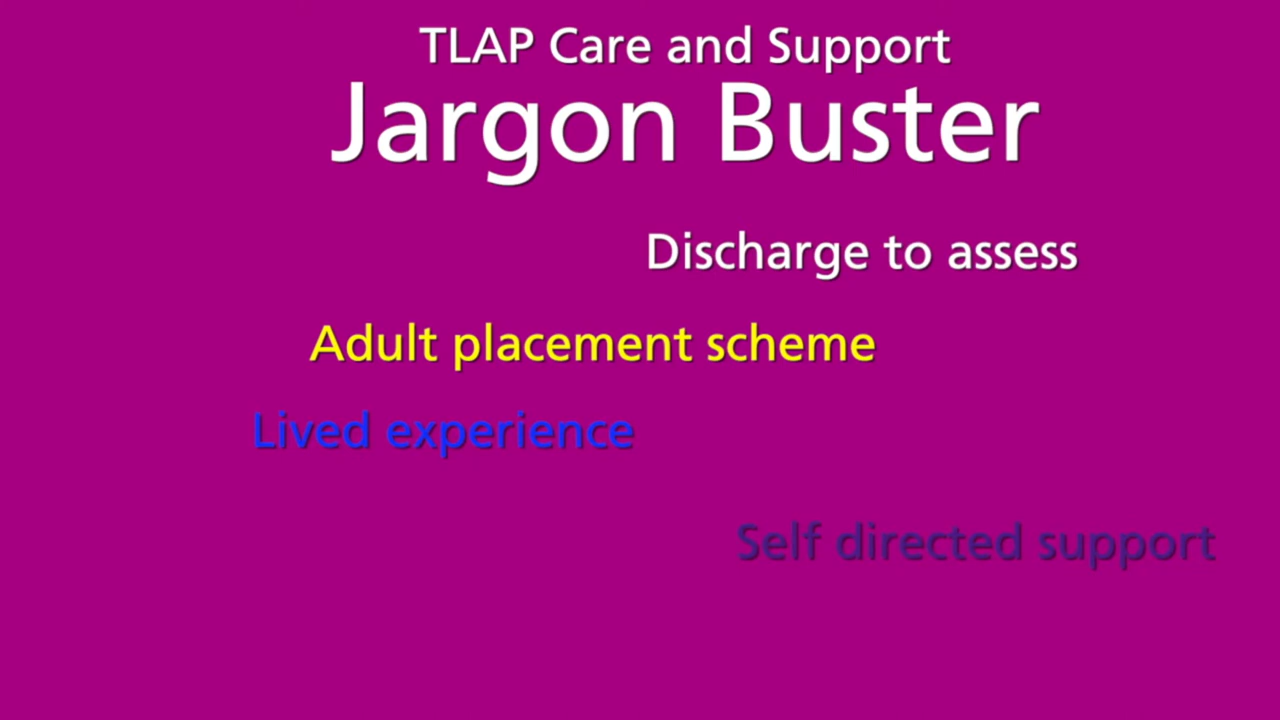 TLAP Care and Support
Jargon Buster
Discharge to assess
Adult placement scheme
Lived experience
Self directed support